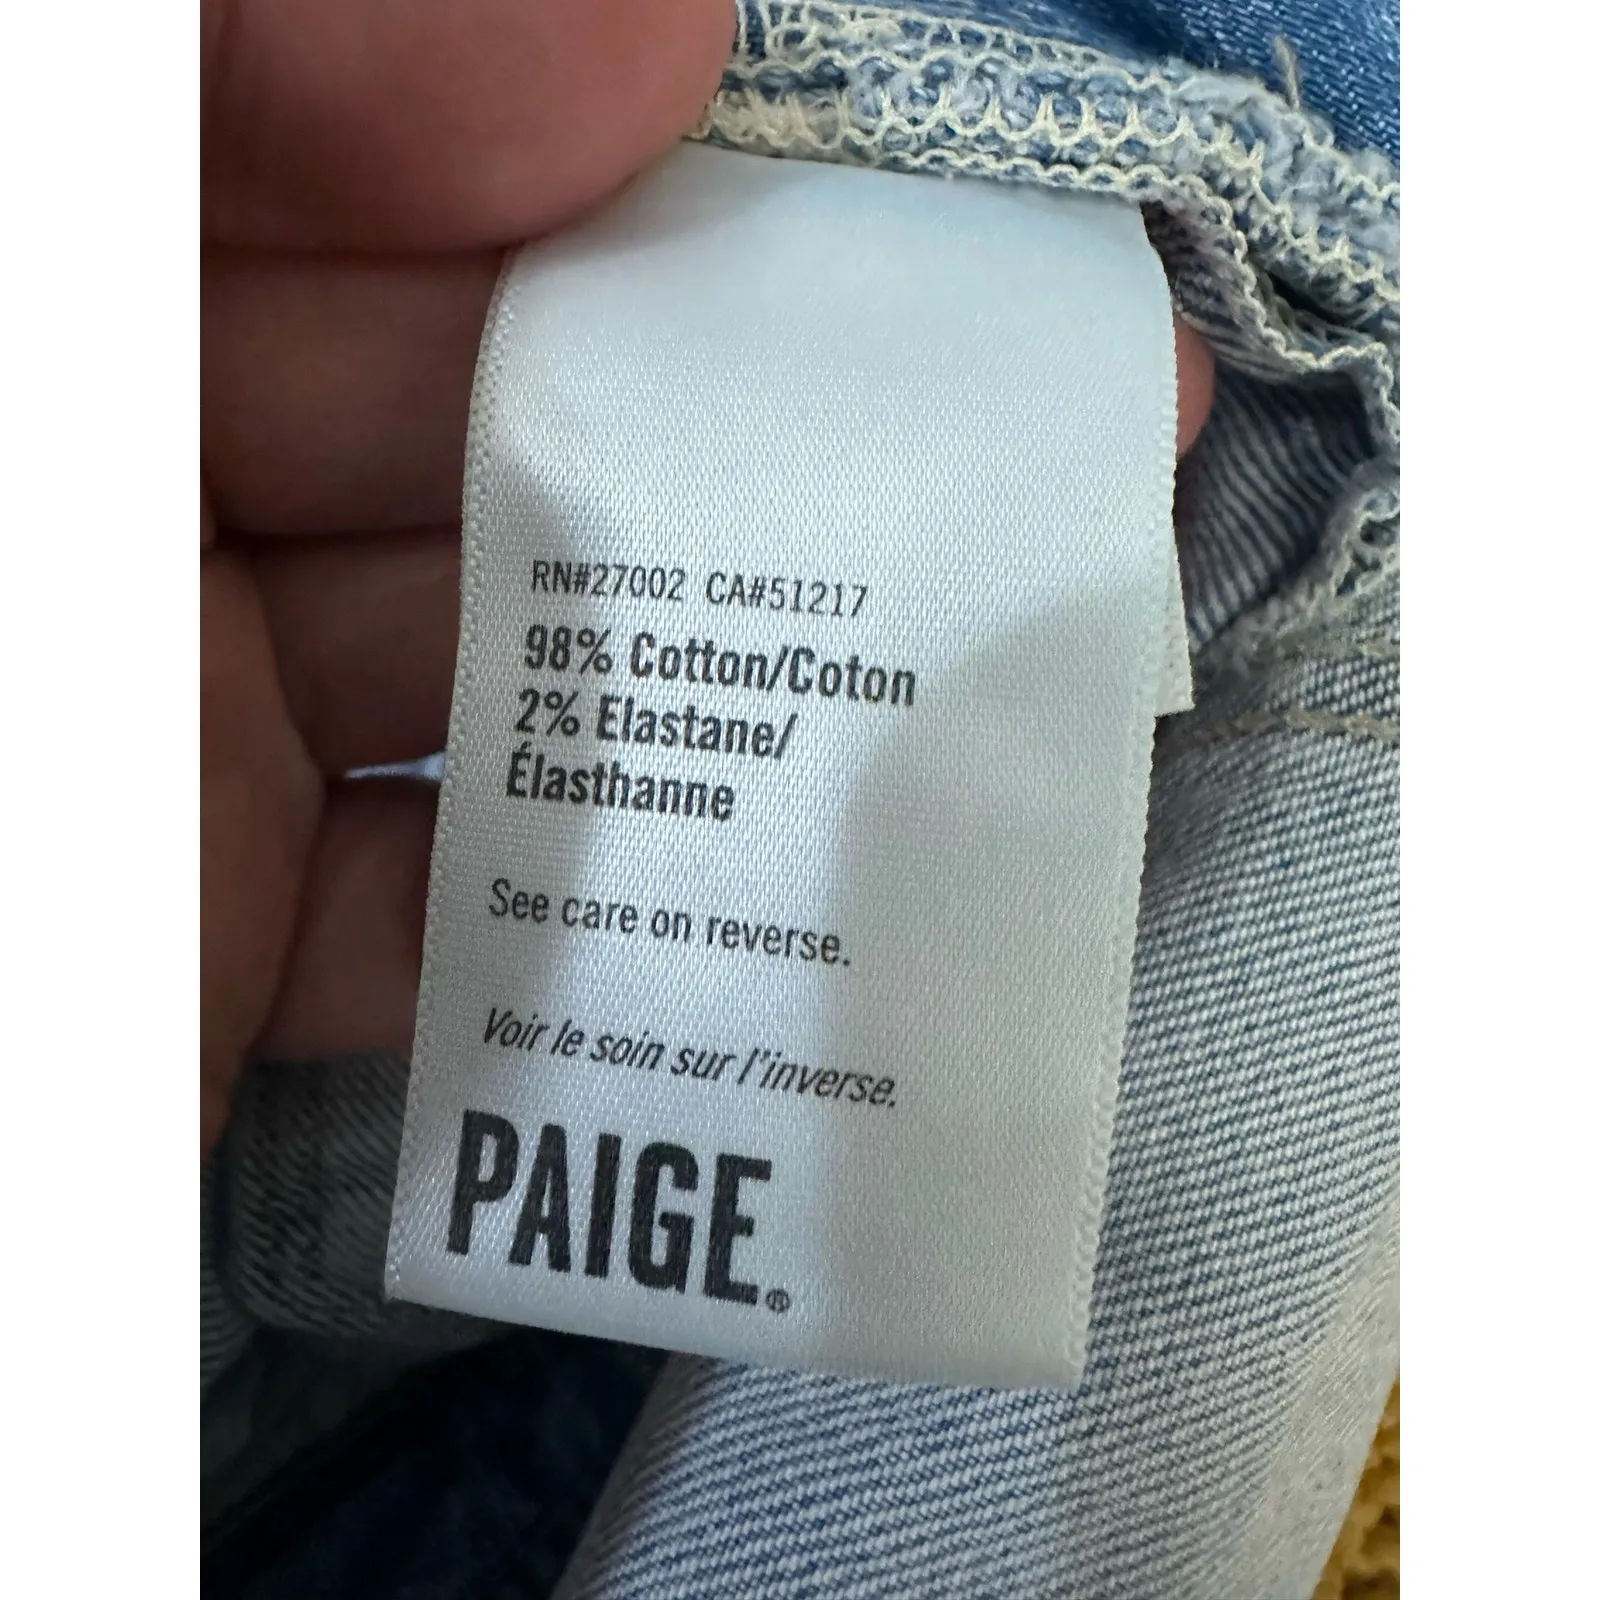 RN#27002 CA#51217
98% Cotton/Coton
2% Elastane/
Élasthanne
See care on reverse.
Voir le soin sur l'inverse.
PAIGE®